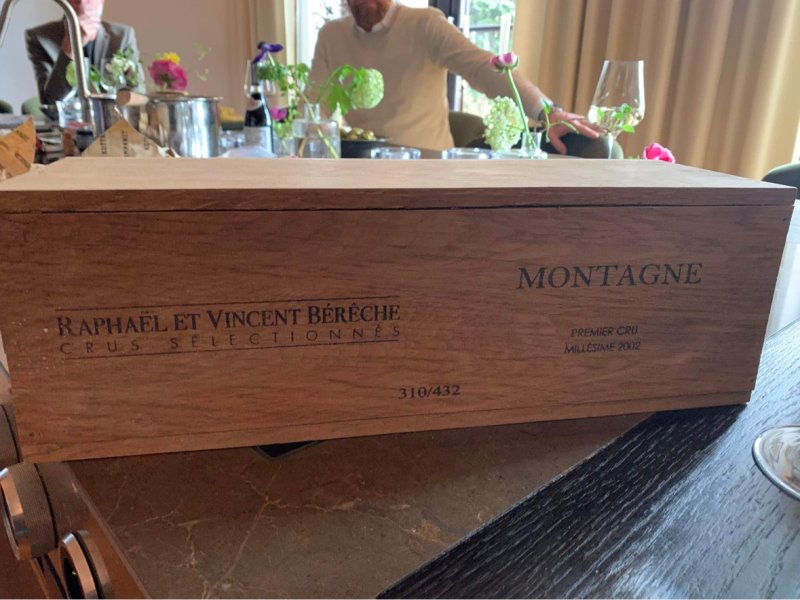 RAPHAËL ET VINCENT BÉRÊCHE
CRUS SÉLECTIONNÉS
MONTAGNE
PREMIER CRU
MILLÉSIME 2002
310/432